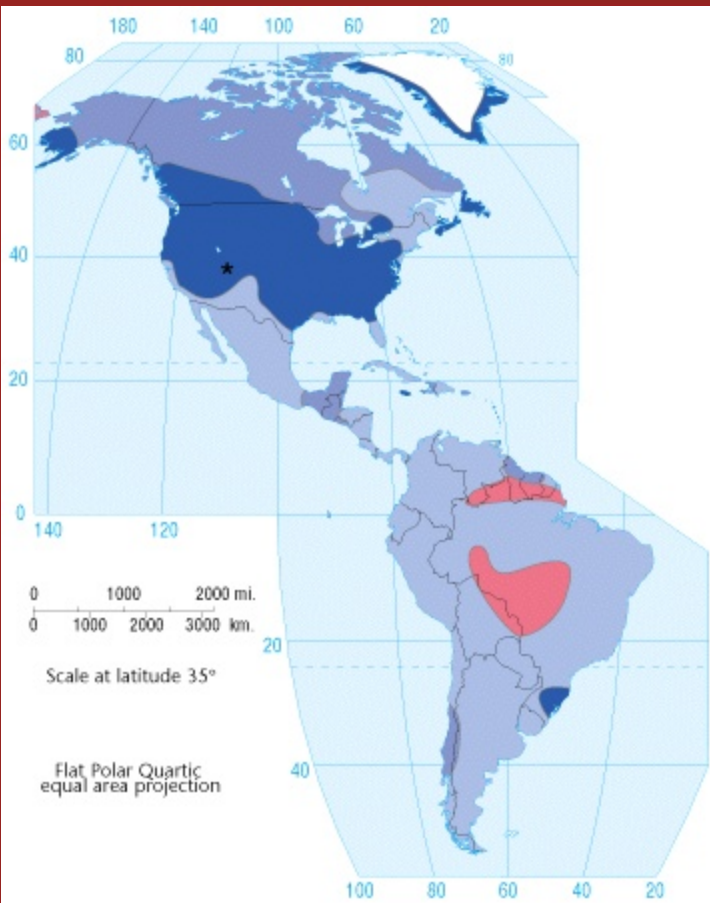 180 140 100 60 20
80 80
60
40
20
0
140 120
0 1000 2000 mi.
0 1000 2000 3000 km.
20
Scale at latitude 35°
40
Flat Polar Quartic
equal area projection
100 80 60 40 20